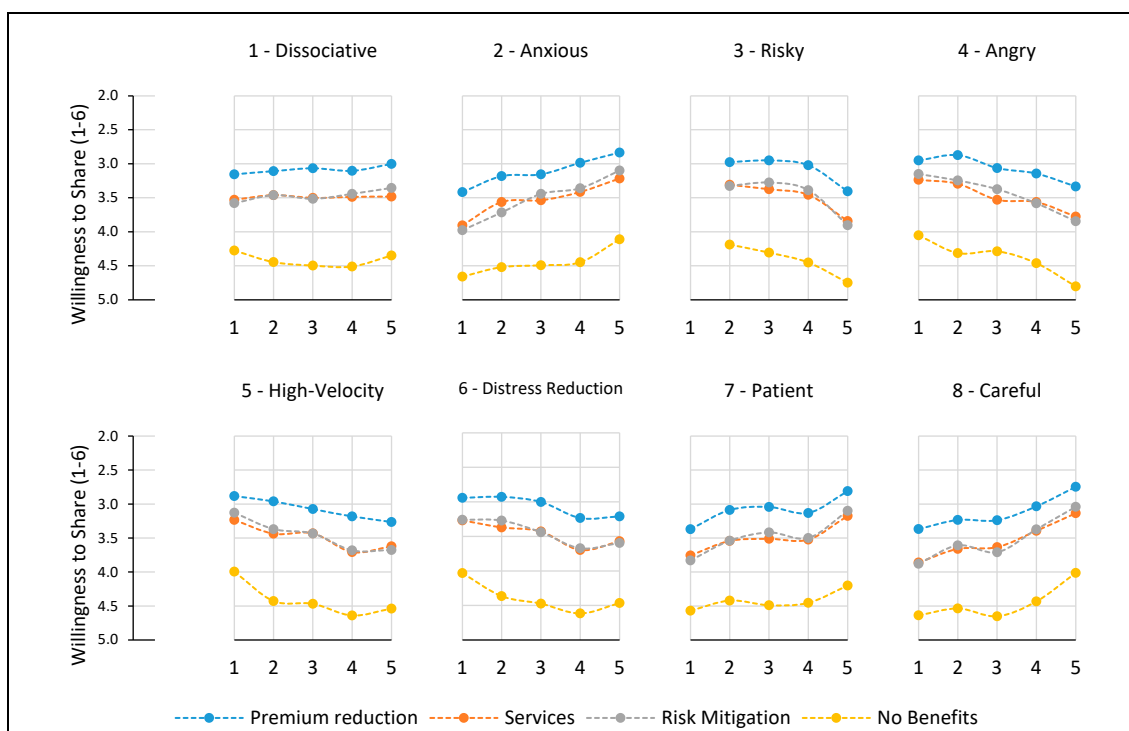 1 - Dissociative 2 - Anxious 3 - Risky 4 - Angry
Willingness to Share (1-6)
2.0
2.5
3.0
3.5
4.0
4.5
5.0
1 2 3 4 5 1 2 3 4 5 1 2 3 4 5 1 2 3 4 5
5 - High-Velocity 6 - Distress Reduction 7 - Patient 8 - Careful
Willingness to Share (1-6)
2.0
2.5
3.0
3.5
4.0
4.5
5.0
1 2 3 4 5 1 2 3 4 5 1 2 3 4 5 1 2 3 4 5
Premium reduction Services Risk Mitigation No Benefits